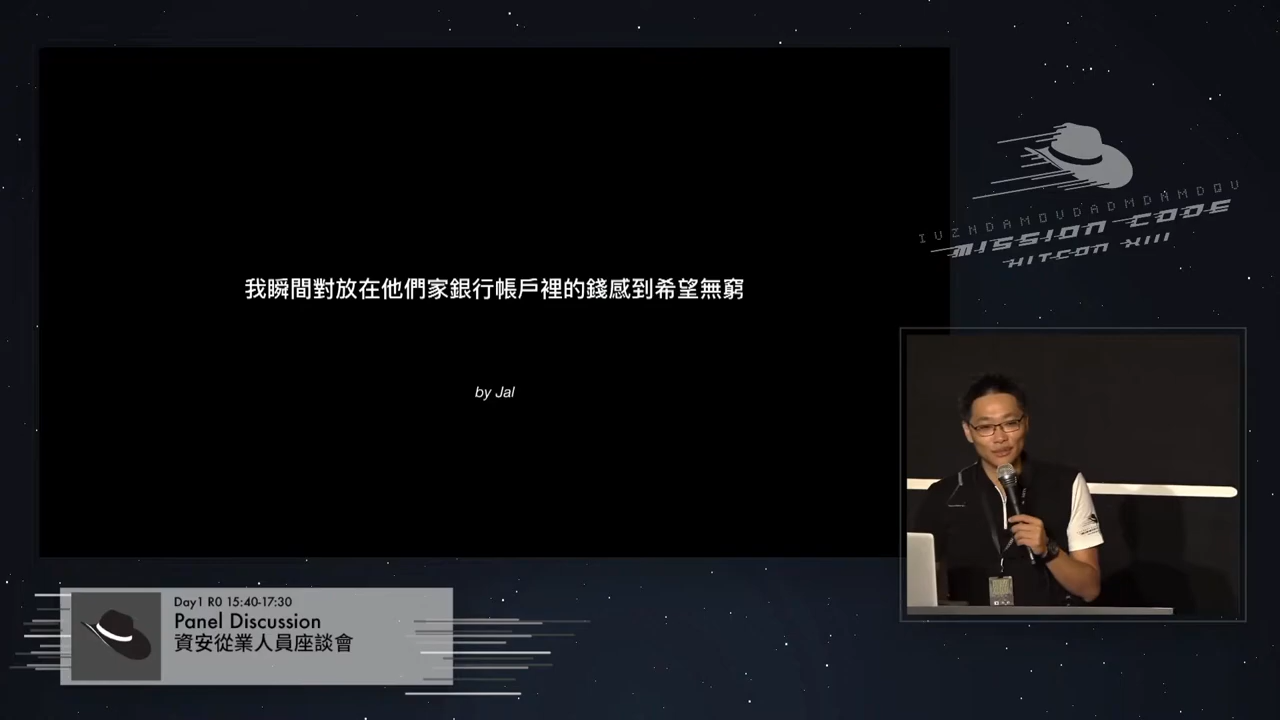 我瞬間對放在他們家銀行帳戶裡的錢感到希望無窮
by Jal
IVZNDAMOVDADMDNMDQV
MISSION CODE
HITCON XIII
Day1 R0 15:40-17:30
Panel Discussion
資安從業人員座談會